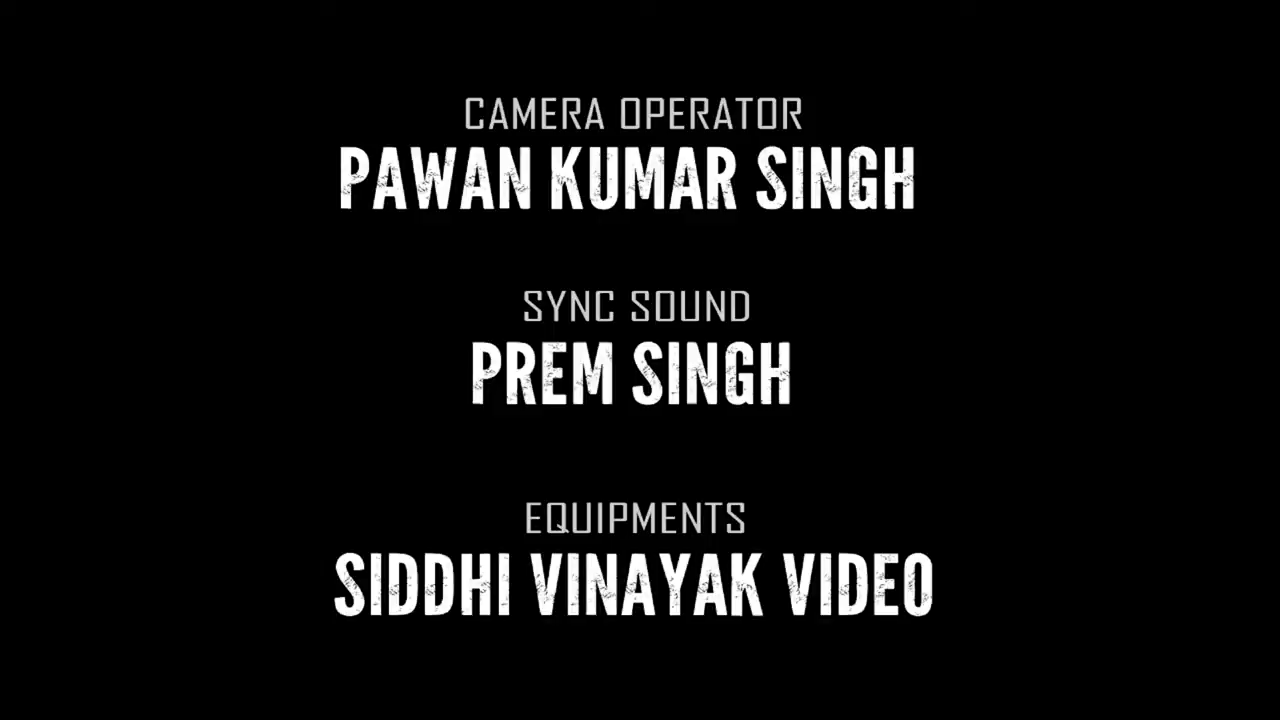 CAMERA OPERATOR
PAWAN KUMAR SINGH
SYNC SOUND
PREM SINGH
EQUIPMENTS
SIDDHI VINAYAK VIDEO